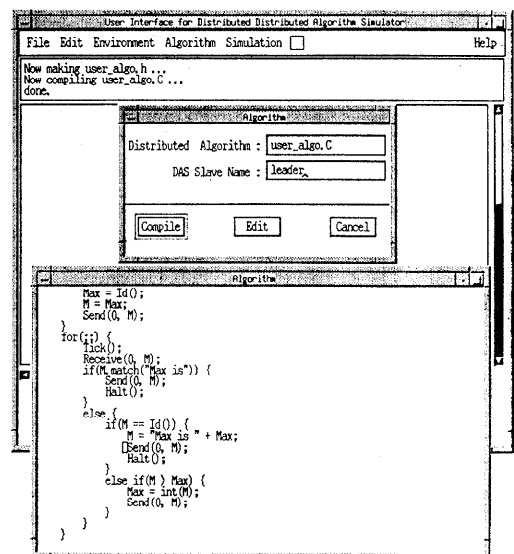 User Interface for Distributed Distributed Algorithm Simulator
File Edit Environment Algorithm Simulation
Help
Now making user_algo.h ...
Now compiling user_algo.C ...
done.
Algorithm
Distributed Algorithm : user_algo.C
DAS Slave Name : leader
Compile Edit Cancel
Algorithm
Max = Id();
M = Max;
Send(0, M);
}
for(;;) {
Tick();
Receive(0, M);
if(M.match("Max is")) {
Send(0, M);
Halt();
}
else {
if(M == Id()) {
M = "Max is " + Max;
Send(0, M);
Halt();
}
else if(M > Max) {
Max = int(M);
Send(0, M);
}
}
}